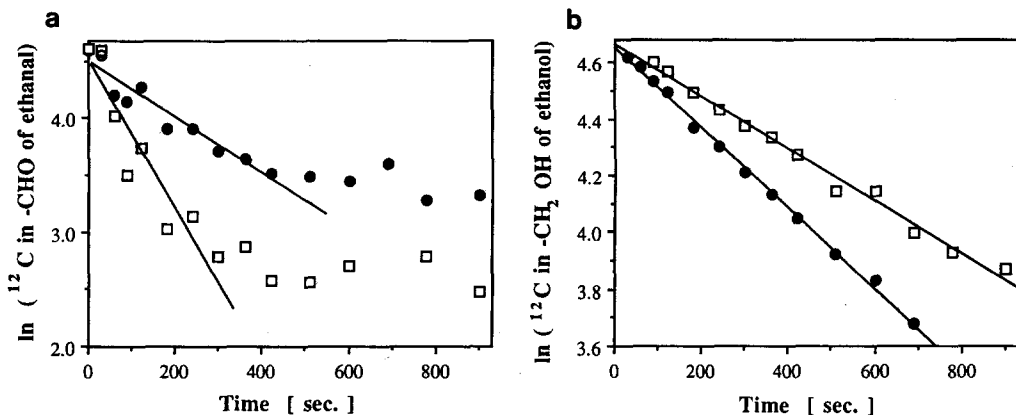 a
ln ( ¹²C in -CHO of ethanal)
4.0
3.0
2.0
0 200 400 600 800
Time [ sec. ]
b
ln ( ¹²C in -CH₂ OH of ethanol)
4.6
4.4
4.2
4.0
3.8
3.6
0 200 400 600 800
Time [ sec. ]